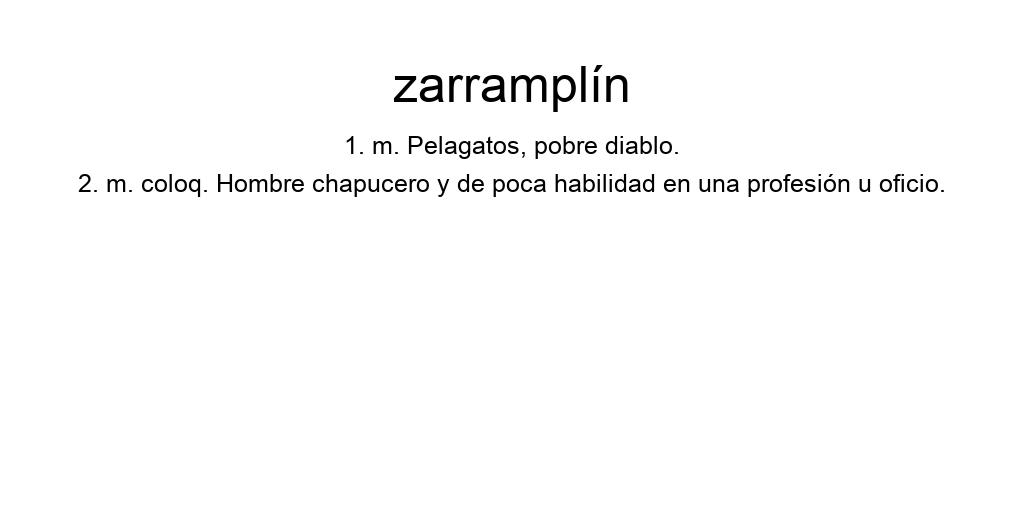 zarramplín
1. m. Pelagatos, pobre diablo.
2. m. coloq. Hombre chapucero y de poca habilidad en una profesión u oficio.